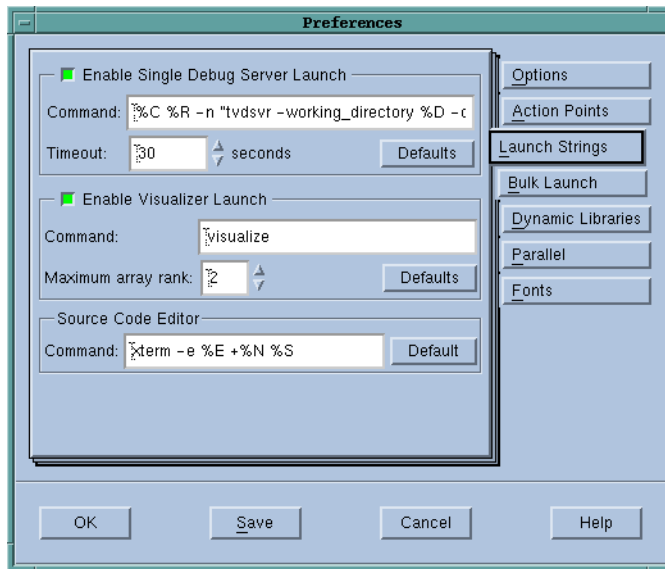 Preferences
Enable Single Debug Server Launch
Command: %C %R -n "tvdsvr -working_directory %D -c
Timeout: 30 seconds Defaults
Enable Visualizer Launch
Command: visualize
Maximum array rank: 2 Defaults
Source Code Editor
Command: xterm -e %E +%N %S Default
Options
Action Points
Launch Strings
Bulk Launch
Dynamic Libraries
Parallel
Fonts
OK Save Cancel Help